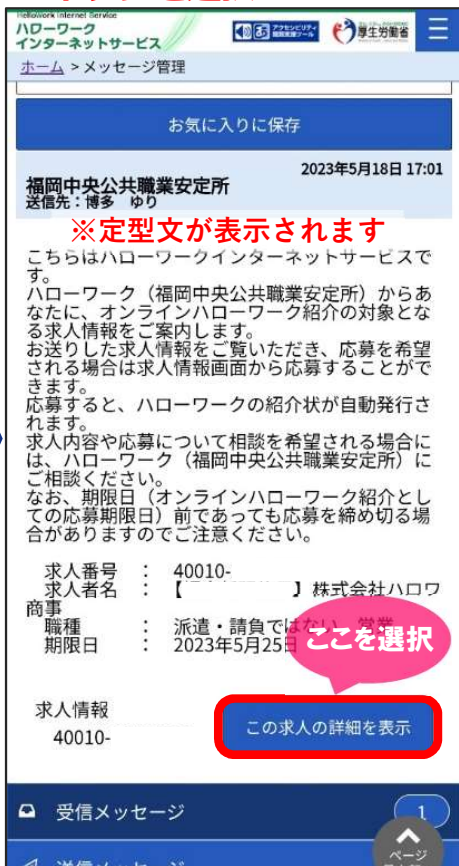 Hellowork Internet Service
ハローワーク
インターネットサービス
アクセシビリティ
閲覧支援ツール
厚生労働省
ホーム > メッセージ管理
お気に入りに保存
2023年5月18日 17:01
福岡中央公共職業安定所
送信先：博多 ゆり
※定型文が表示されます
こちらはハローワークインターネットサービスで
す。
ハローワーク（福岡中央公共職業安定所）からあ
なたに、オンラインハローワーク紹介の対象とな
る求人情報をご案内します。
お送りした求人情報をご覧いただき、応募を希望
される場合は求人情報画面から応募することがで
きます。
応募すると、ハローワークの紹介状が自動発行さ
れます。
求人内容や応募について相談を希望される場合に
は、ハローワーク（福岡中央公共職業安定所）に
ご相談ください。
なお、期限日（オンラインハローワーク紹介とし
ての応募期限日）前であっても応募を締め切る場
合がありますのでご注意ください。
求人番号 ： 40010-
求人者名 ： 【 】株式会社ハロワ
商事
職種 ： 派遣・請負ではない 営業
期限日 ： 2023年5月25日
ここを選択
求人情報
40010-
この求人の詳細を表示
受信メッセージ
1
ページ